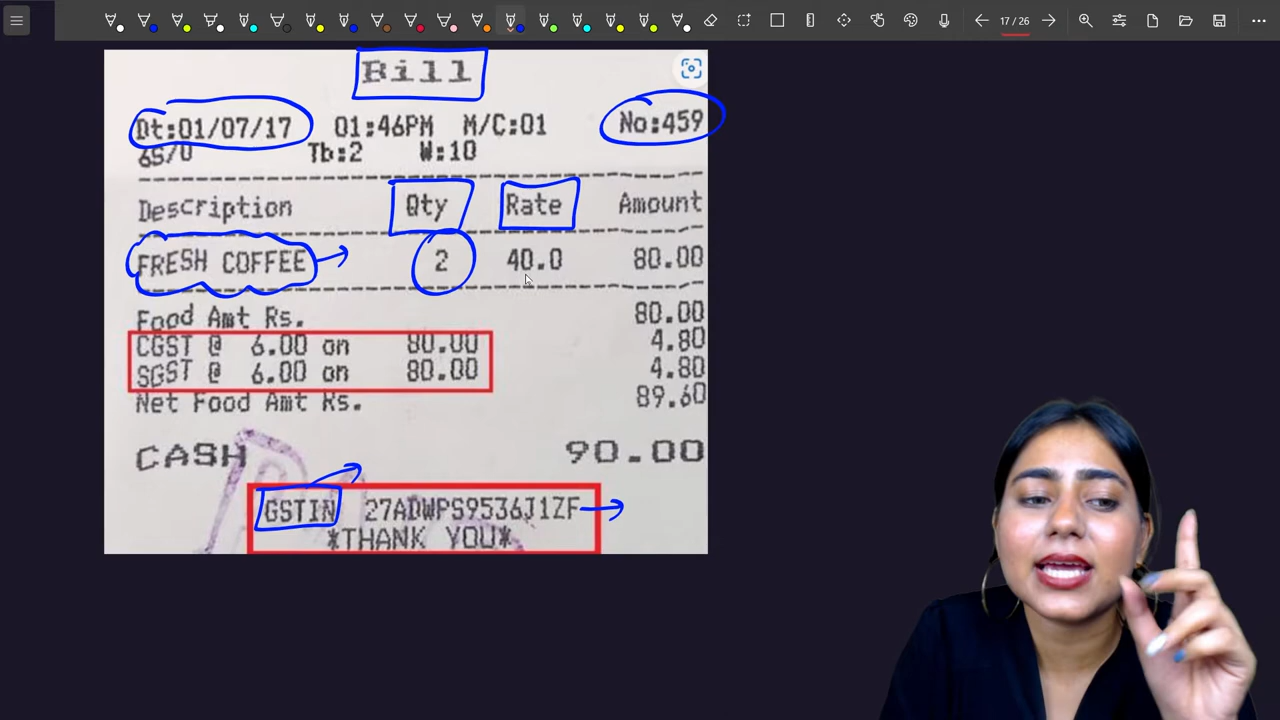 17 / 26
Bill
Dt:01/07/17 01:46PM M/C:01 No:459
Tb:2 W:10
Description Qty Rate Amount
FRESH COFFEE 2 40.0 80.00
Food Amt Rs. 80.00
CGST @ 6.00 on 80.00 4.80
SGST @ 6.00 on 80.00 4.80
Net Food Amt Rs. 89.60
CASH 90.00
GSTIN 27ADWPS9536J1ZF
*THANK YOU*